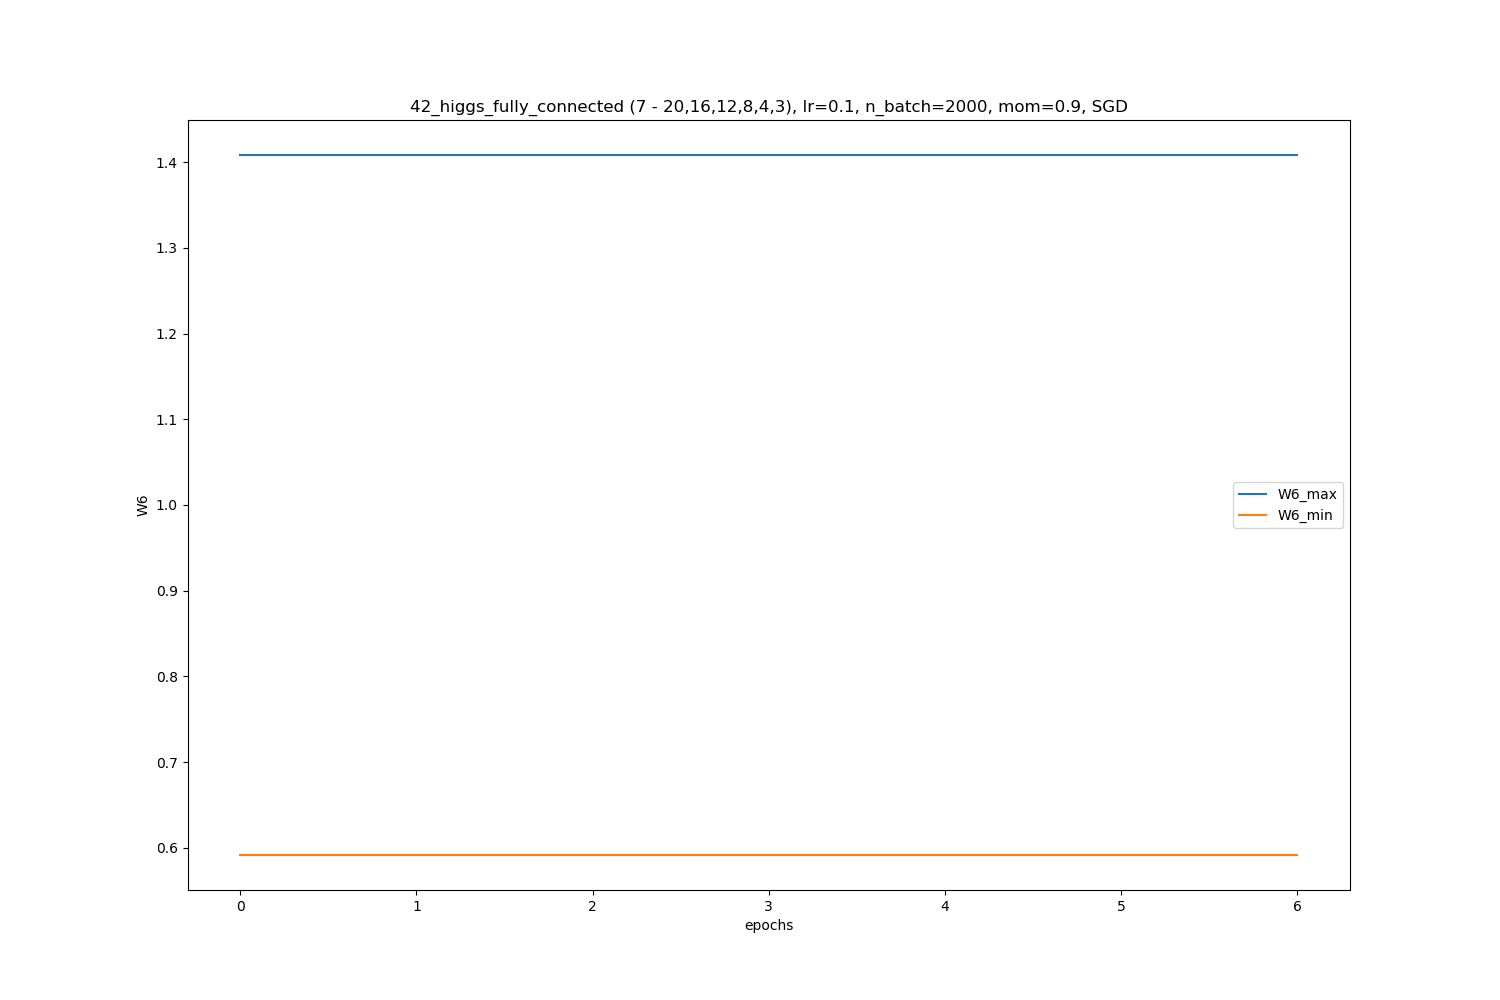 42_higgs_fully_connected (7 - 20,16,12,8,4,3), lr=0.1, n_batch=2000, mom=0.9, SGD
1.4
1.3
1.2
1.1
1.0
0.9
0.8
0.7
0.6
W6
W6_max
W6_min
0 1 2 3 4 5 6
epochs